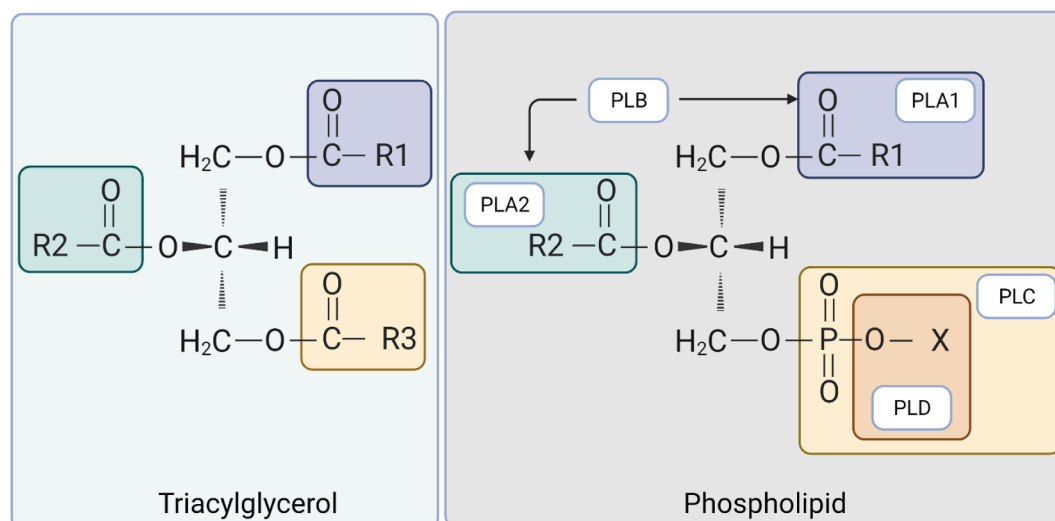 O
H₂C—O—C—R1
O
R2—C—O C H
O
H₂C—O—C—R3
Triacylglycerol
PLB
O
PLA1
H₂C—O—C—R1
PLA2
O
R2—C—O C H
O
PLC
H₂C—O—P—O—X
O
PLD
Phospholipid